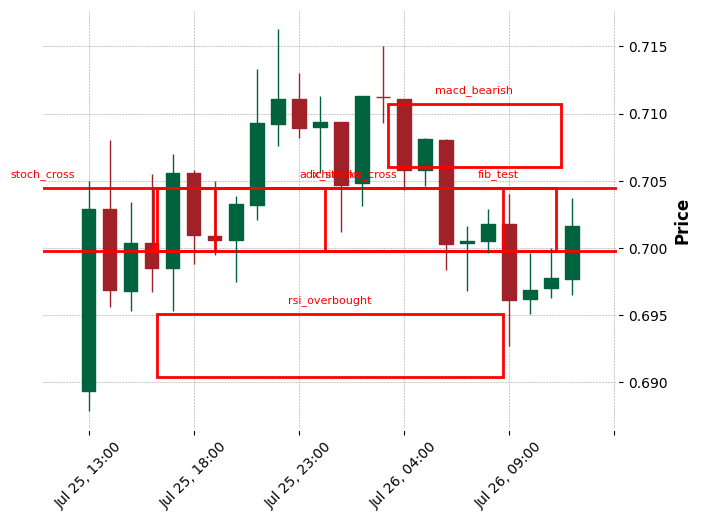 0.715
macd_bearish
0.710
stoch_cross
fib_test
0.705
Price
0.700
rsi_overbought
0.695
0.690
Jul 25, 13:00
Jul 25, 18:00
Jul 25, 23:00
Jul 26, 04:00
Jul 26, 09:00